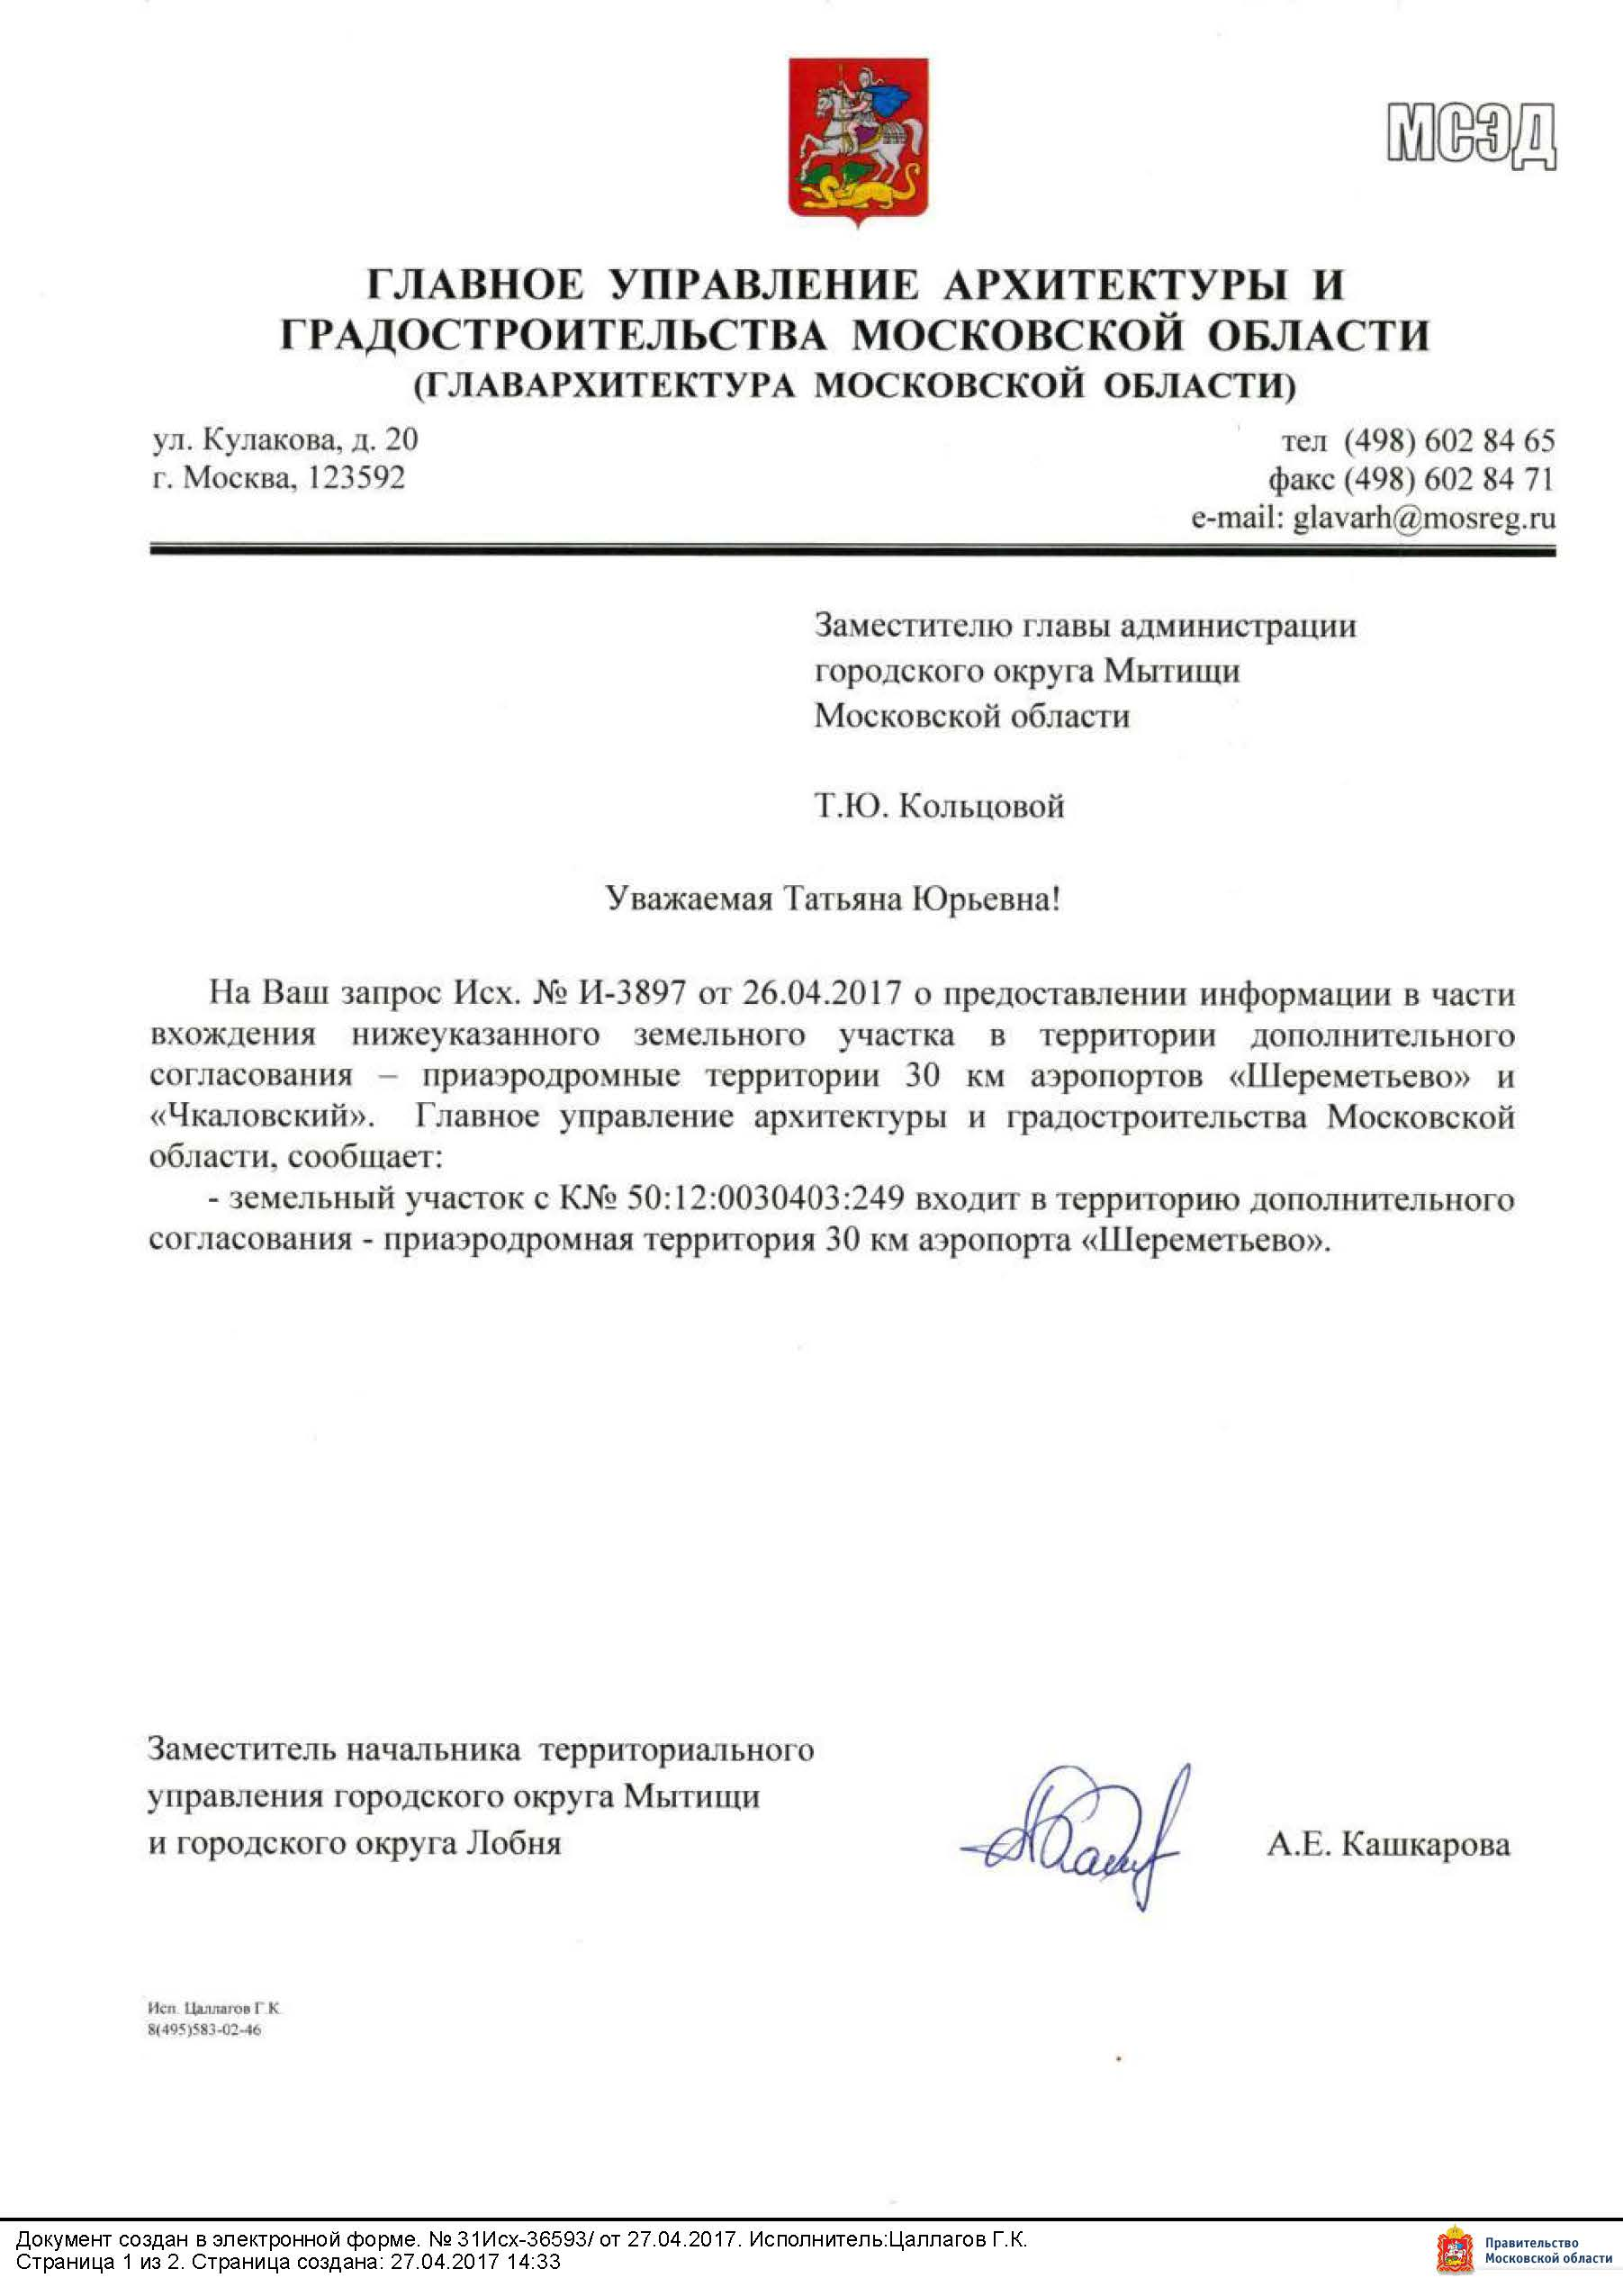 МСЭД
ГЛАВНОЕ УПРАВЛЕНИЕ АРХИТЕКТУРЫ И
ГРАДОСТРОИТЕЛЬСТВА МОСКОВСКОЙ ОБЛАСТИ
(ГЛАВАРХИТЕКТУРА МОСКОВСКОЙ ОБЛАСТИ)
ул. Кулакова, д. 20
г. Москва, 123592
тел (498) 602 84 65
факс (498) 602 84 71
e-mail: glavarh@mosreg.ru
Заместителю главы администрации
городского округа Мытищи
Московской области
Т.Ю. Кольцовой
Уважаемая Татьяна Юрьевна!
На Ваш запрос Исх. № И-3897 от 26.04.2017 о предоставлении информации в части
вхождения нижеуказанного земельного участка в территории дополнительного
согласования – приаэродромные территории 30 км аэропортов «Шереметьево» и
«Чкаловский». Главное управление архитектуры и градостроительства Московской
области, сообщает:
- земельный участок с К№ 50:12:0030403:249 входит в территорию дополнительного
согласования - приаэродромная территория 30 км аэропорта «Шереметьево».
Заместитель начальника территориального
управления городского округа Мытищи
и городского округа Лобня
А.Е. Кашкарова
Исп. Цаллагов Г.К.
8(495)583-02-46
Документ создан в электронной форме. № 31Исх-36593/ от 27.04.2017. Исполнитель:Цаллагов Г.К.
Страница 1 из 2. Страница создана: 27.04.2017 14:33
Правительство
Московской области